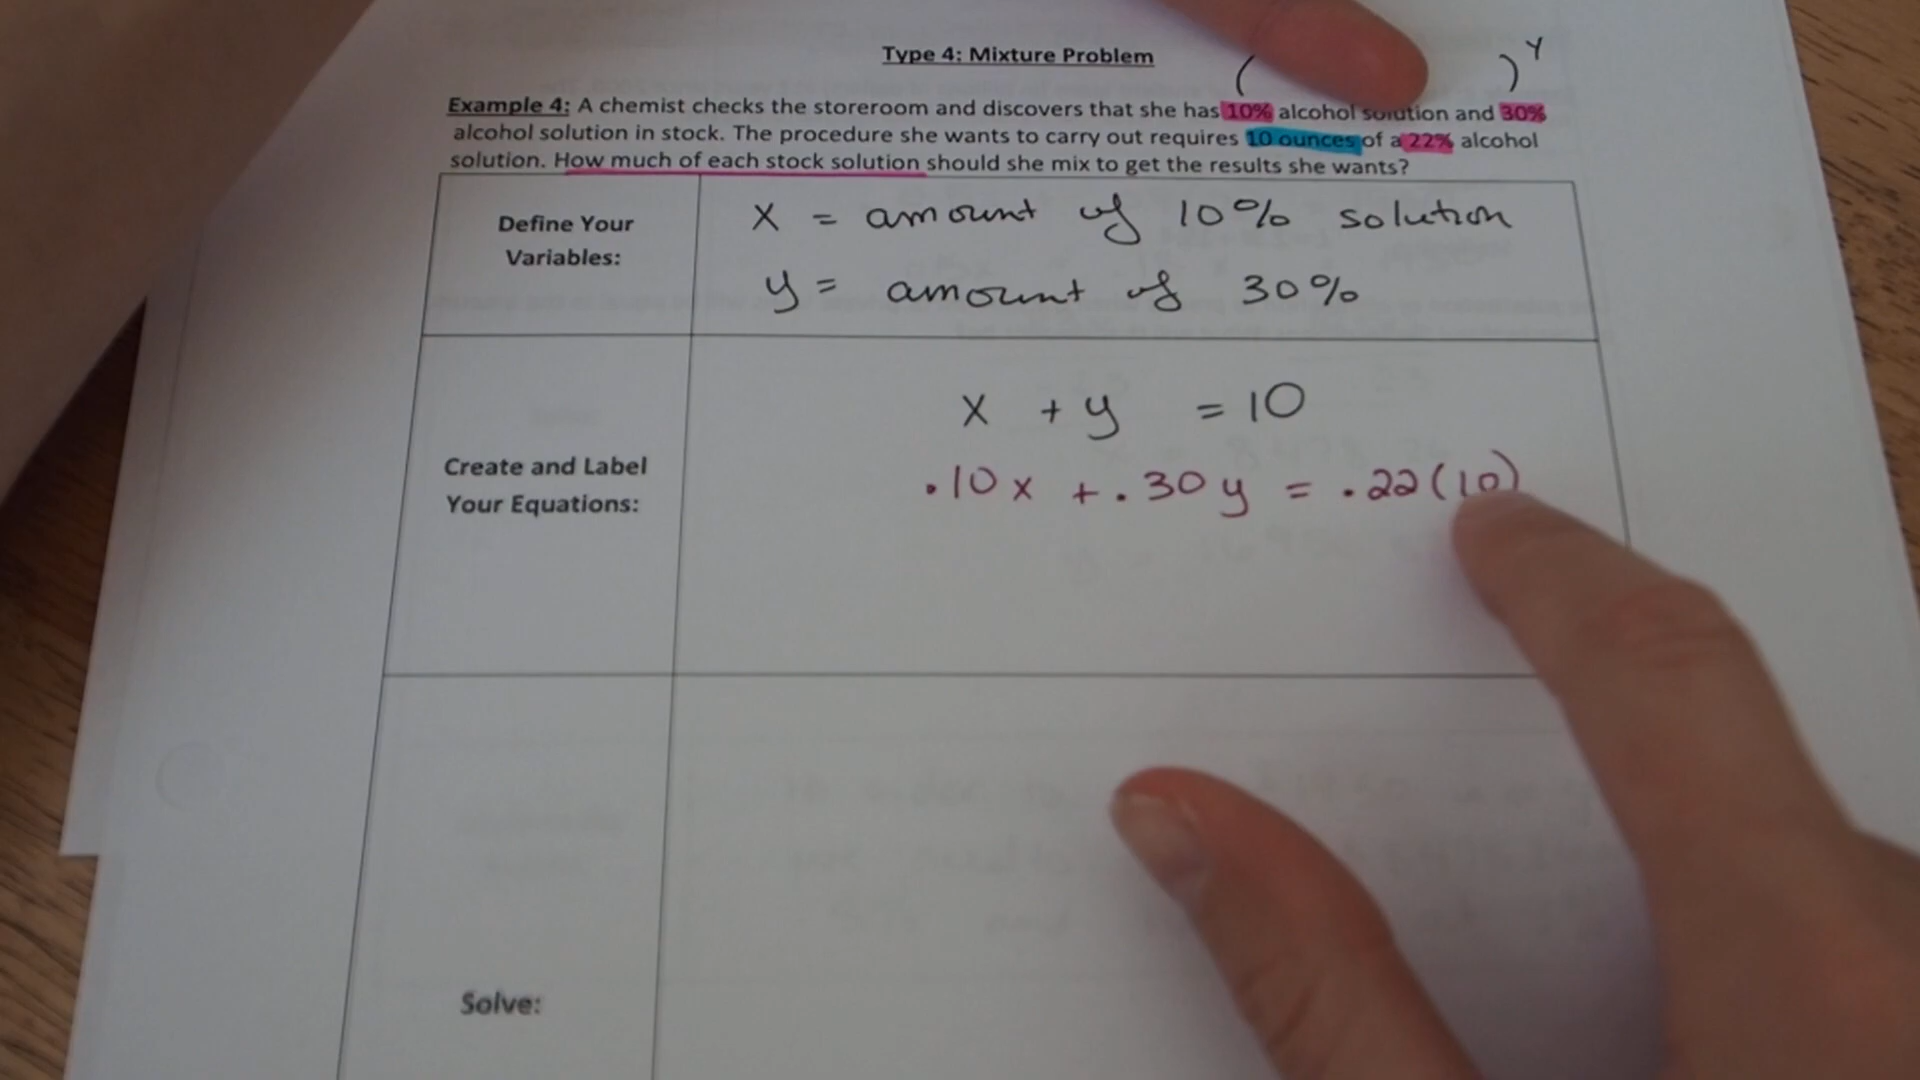 Type 4: Mixture Problem
( ) Y
Example 4: A chemist checks the storeroom and discovers that she has 10% alcohol solution and 30%
alcohol solution in stock. The procedure she wants to carry out requires 10 ounces of a 22% alcohol
solution. How much of each stock solution should she mix to get the results she wants?
Define Your
Variables:
x = amount of 10% solution
y = amount of 30%
Create and Label
Your Equations:
x + y = 10
.10x + .30y = .22(10)
Solve: